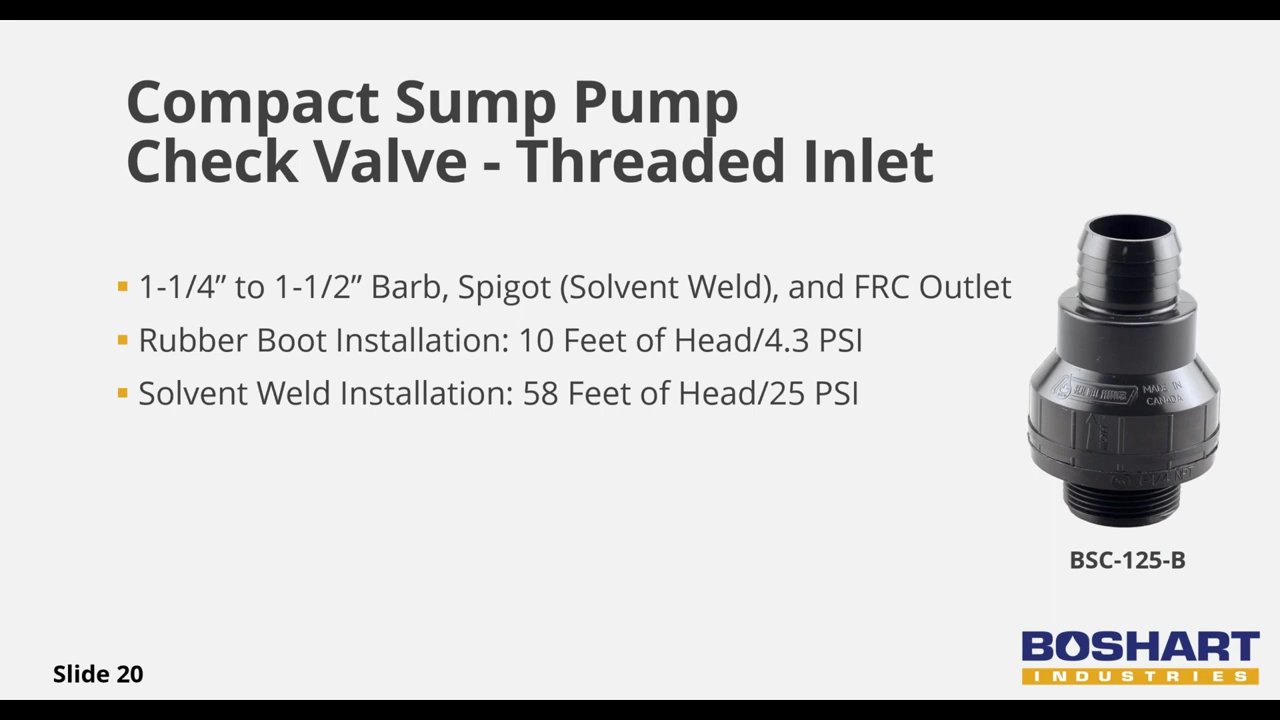 Compact Sump Pump
Check Valve - Threaded Inlet
▪ 1-1/4” to 1-1/2” Barb, Spigot (Solvent Weld), and FRC Outlet
▪ Rubber Boot Installation: 10 Feet of Head/4.3 PSI
▪ Solvent Weld Installation: 58 Feet of Head/25 PSI
MADE IN
CANADA
BSC-125-B
BOSHART
INDUSTRIES
Slide 20